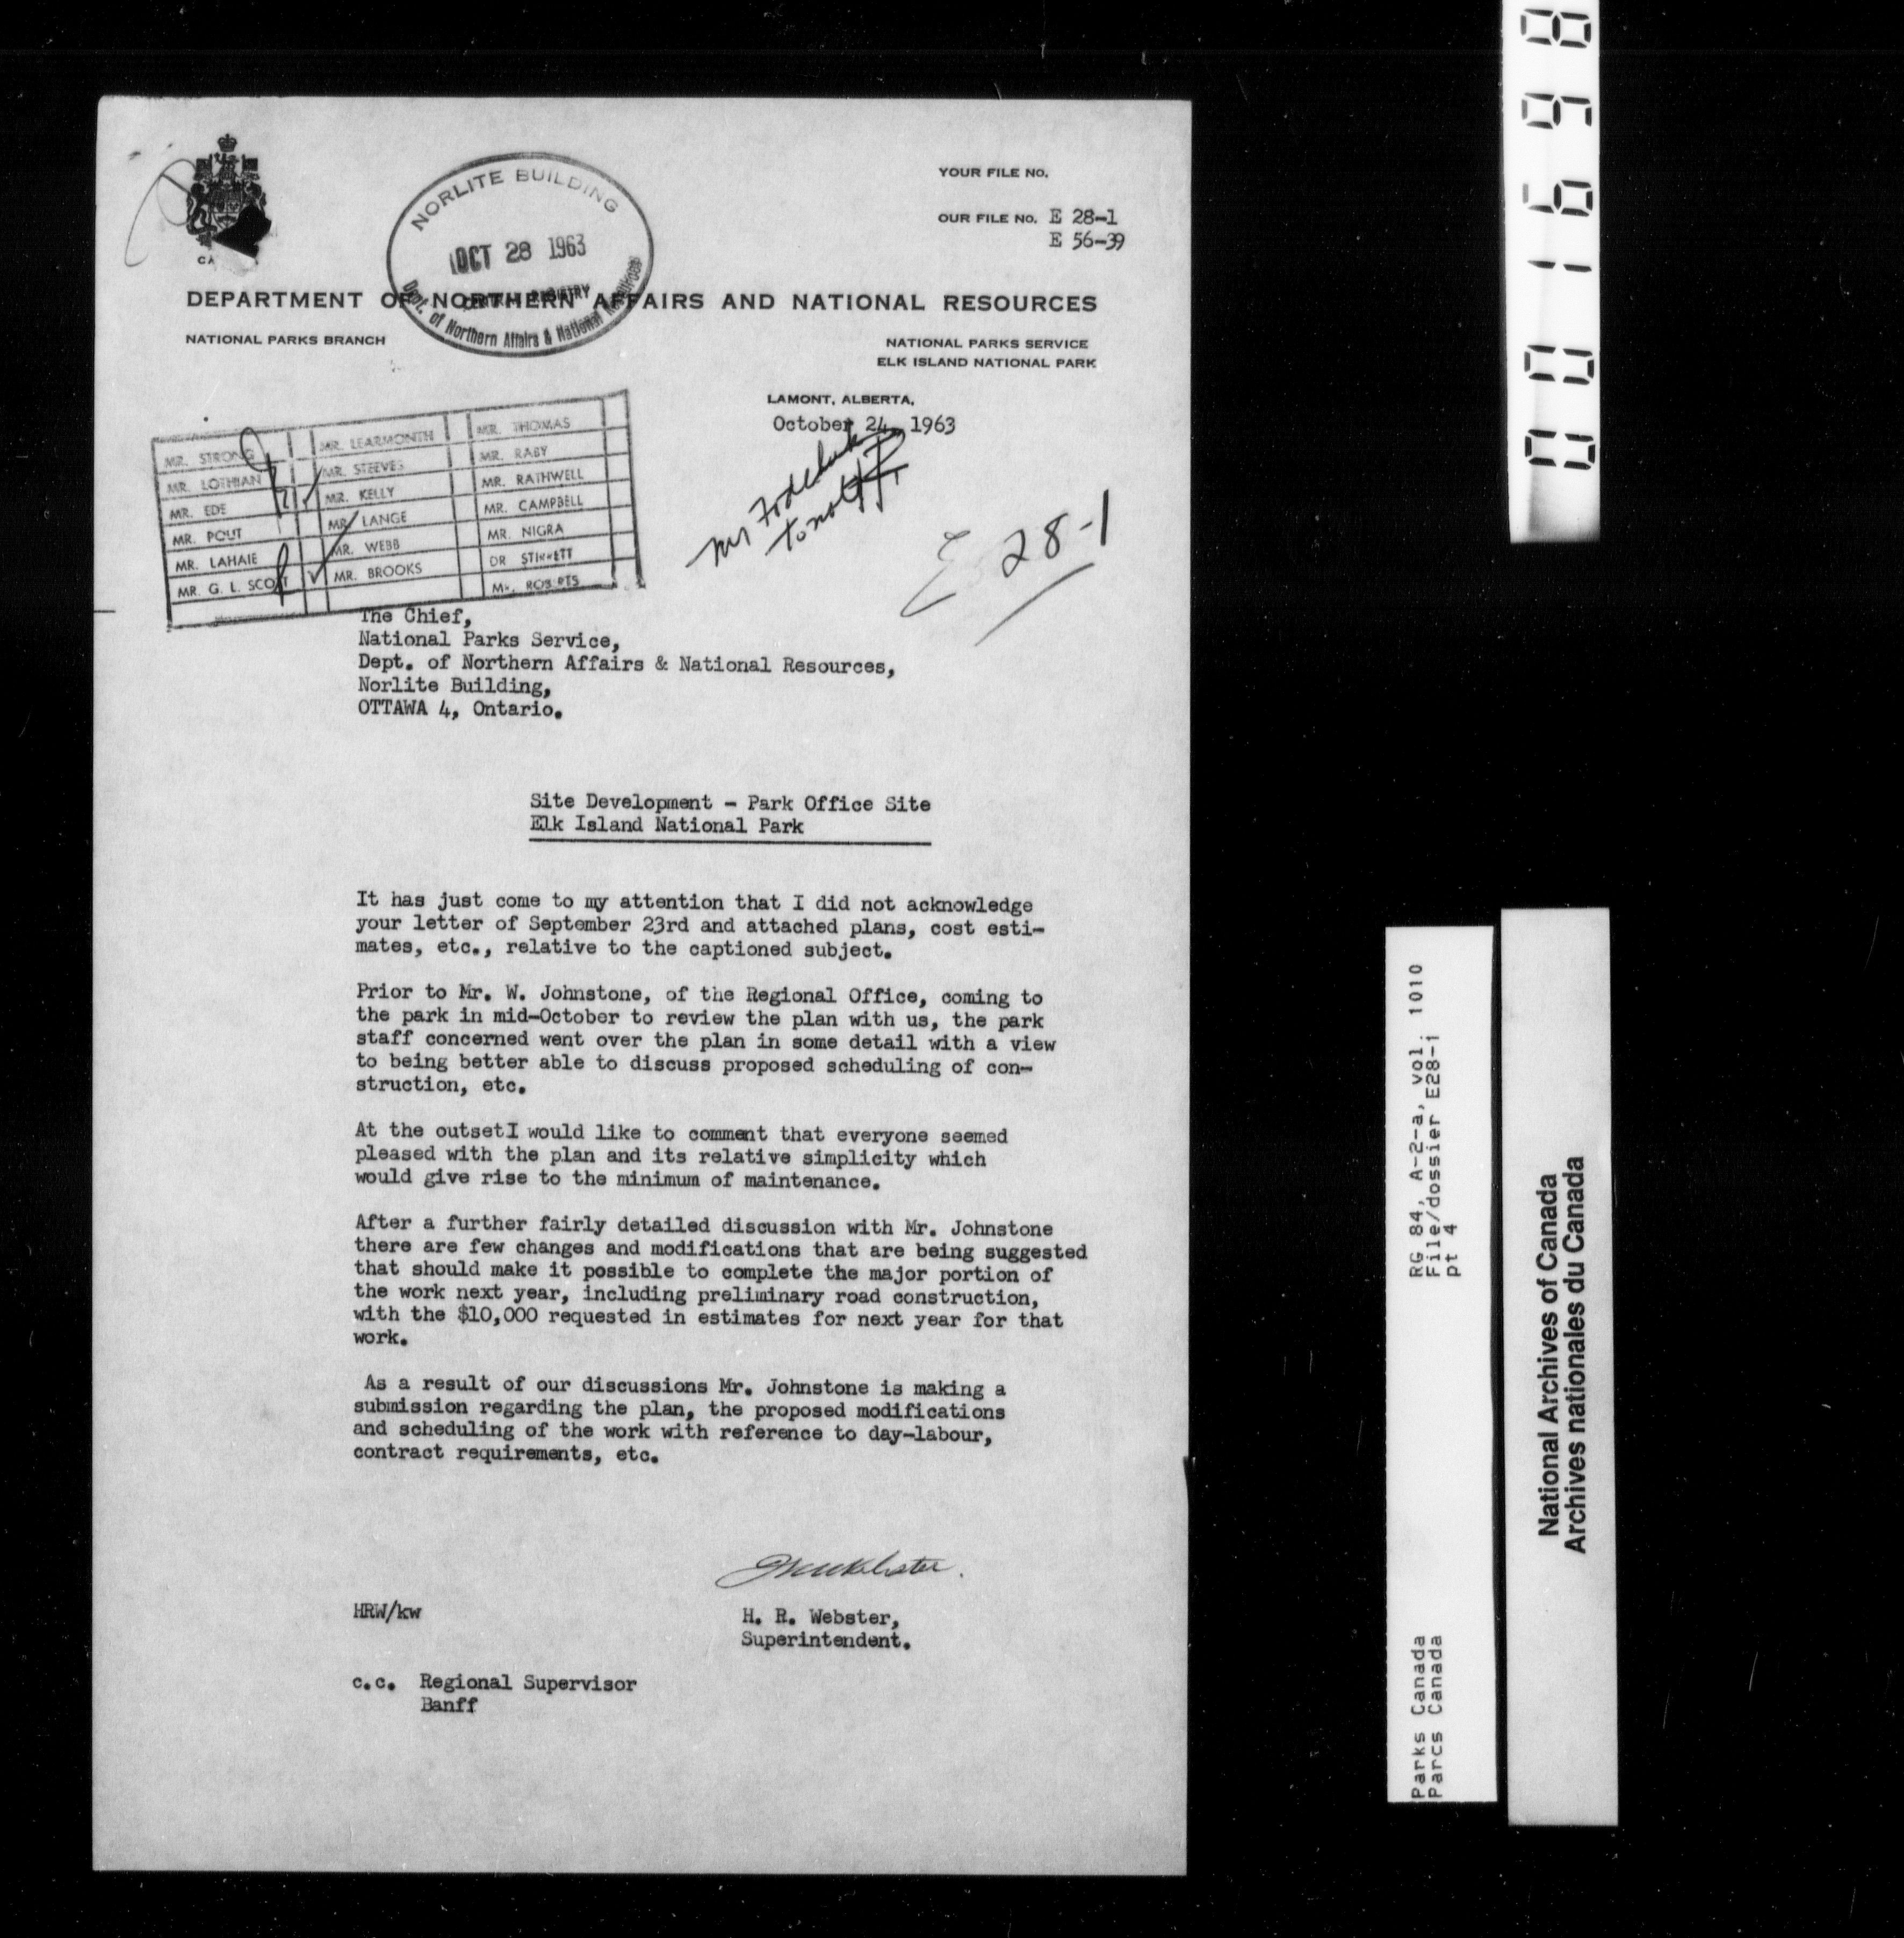 YOUR FILE NO.
OUR FILE NO. E 28-1
E 56-39
NORLITE BUILDING
OCT 28 1963
CENTRAL REGISTRY
Dept. of Northern Affairs & National Resources
DEPARTMENT OF NORTHERN AFFAIRS AND NATIONAL RESOURCES
NATIONAL PARKS BRANCH
NATIONAL PARKS SERVICE
ELK ISLAND NATIONAL PARK
LAMONT, ALBERTA,
October 24, 1963
MR. STRONG MR. LEARMONTH MR. THOMAS
MR. LOTHIAN MR. STEEVES MR. RABY
MR. EDE MR. KELLY MR. RATHWELL
MR. POUT MR. LANGE MR. CAMPBELL
MR. LAHAIE MR. WEBB MR. NIGRA
MR. G. L. SCOTT MR. BROOKS DR STIRRETT
MR. ROBERTS
Mr
to note
E 28-1
The Chief,
National Parks Service,
Dept. of Northern Affairs & National Resources,
Norlite Building,
OTTAWA 4, Ontario.
Site Development - Park Office Site
Elk Island National Park
It has just come to my attention that I did not acknowledge
your letter of September 23rd and attached plans, cost esti-
mates, etc., relative to the captioned subject.
Prior to Mr. W. Johnstone, of the Regional Office, coming to
the park in mid-October to review the plan with us, the park
staff concerned went over the plan in some detail with a view
to being better able to discuss proposed scheduling of con-
struction, etc.
At the outset I would like to comment that everyone seemed
pleased with the plan and its relative simplicity which
would give rise to the minimum of maintenance.
After a further fairly detailed discussion with Mr. Johnstone
there are few changes and modifications that are being suggested
that should make it possible to complete the major portion of
the work next year, including preliminary road construction,
with the $10,000 requested in estimates for next year for that
work.
As a result of our discussions Mr. Johnstone is making a
submission regarding the plan, the proposed modifications
and scheduling of the work with reference to day-labour,
contract requirements, etc.
HRW/kw
H. R. Webster,
Superintendent.
c.c. Regional Supervisor
Banff
001698
RG 84, A-2-a, vol. 1010
File/dossier E28-1
pt 4
Parks Canada
Parcs Canada
National Archives of Canada
Archives nationales du Canada